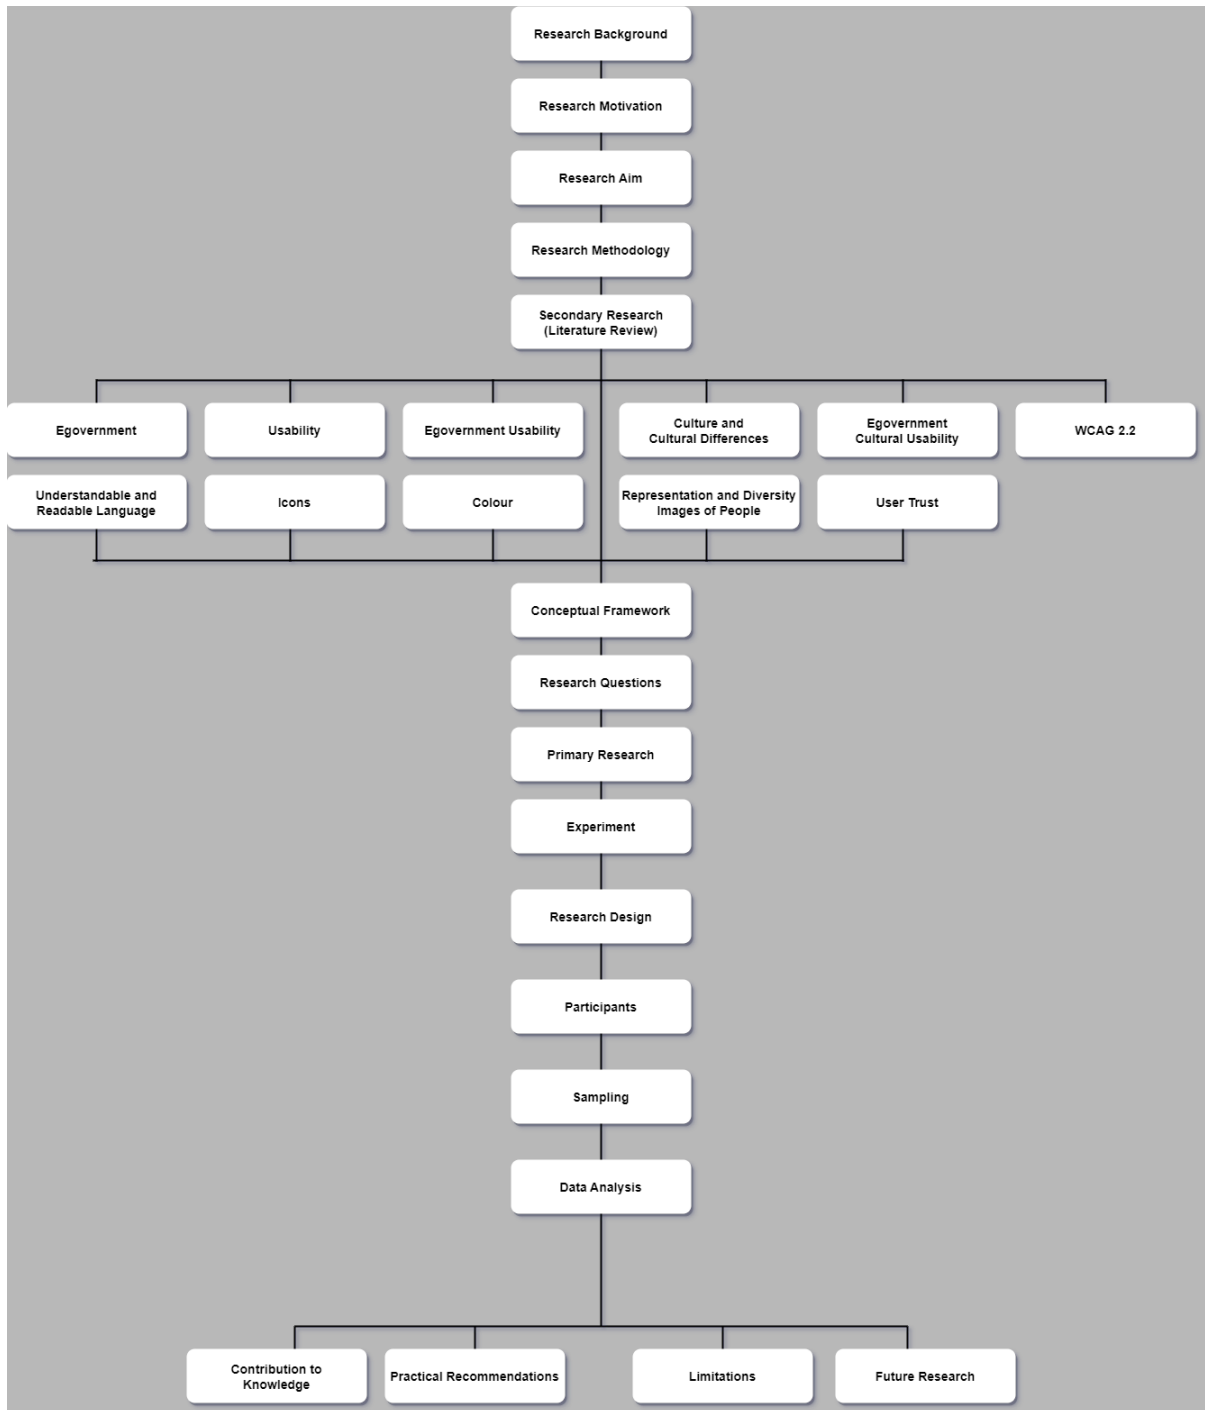 Research Background
Research Motivation
Research Aim
Research Methodology
Secondary Research
(Literature Review)
Egovernment
Usability
Egovernment Usability
Culture and
Cultural Differences
Egovernment
Cultural Usability
WCAG 2.2
Understandable and
Readable Language
Icons
Colour
Representation and Diversity
Images of People
User Trust
Conceptual Framework
Research Questions
Primary Research
Experiment
Research Design
Participants
Sampling
Data Analysis
Contribution to
Knowledge
Practical Recommendations
Limitations
Future Research